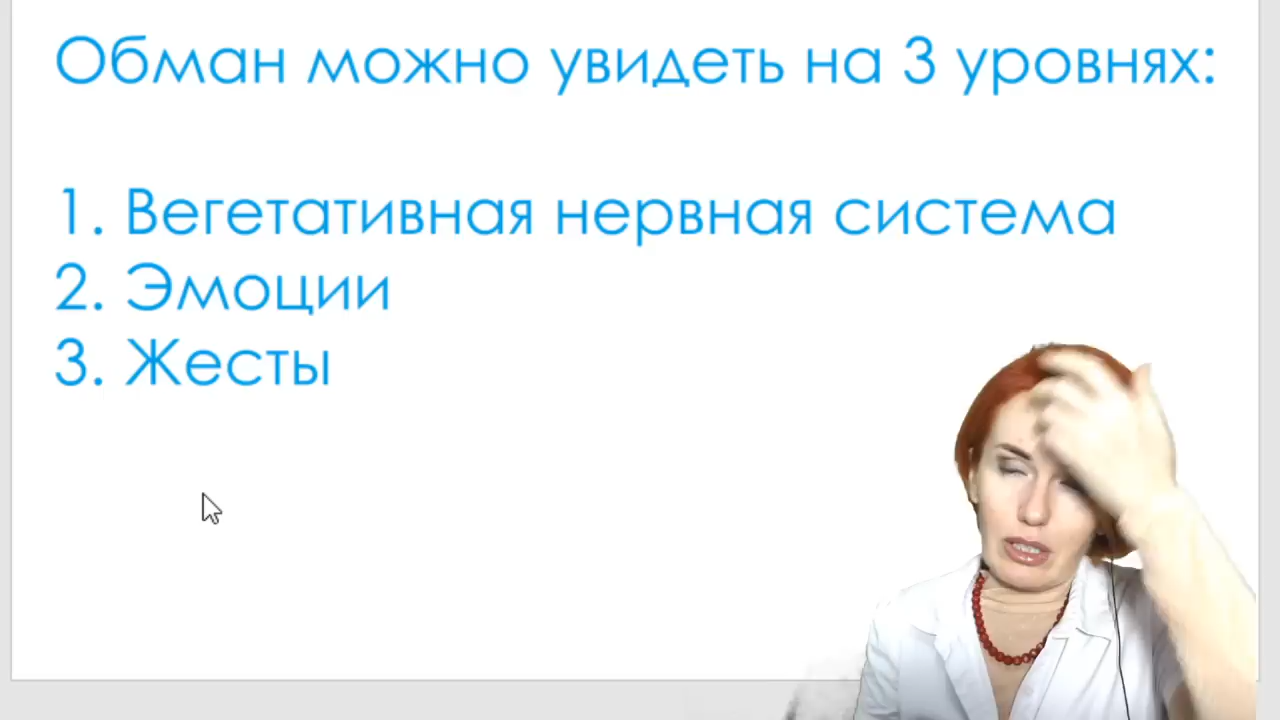 Обман можно увидеть на 3 уровнях:
1. Вегетативная нервная система
2. Эмоции
3. Жесты